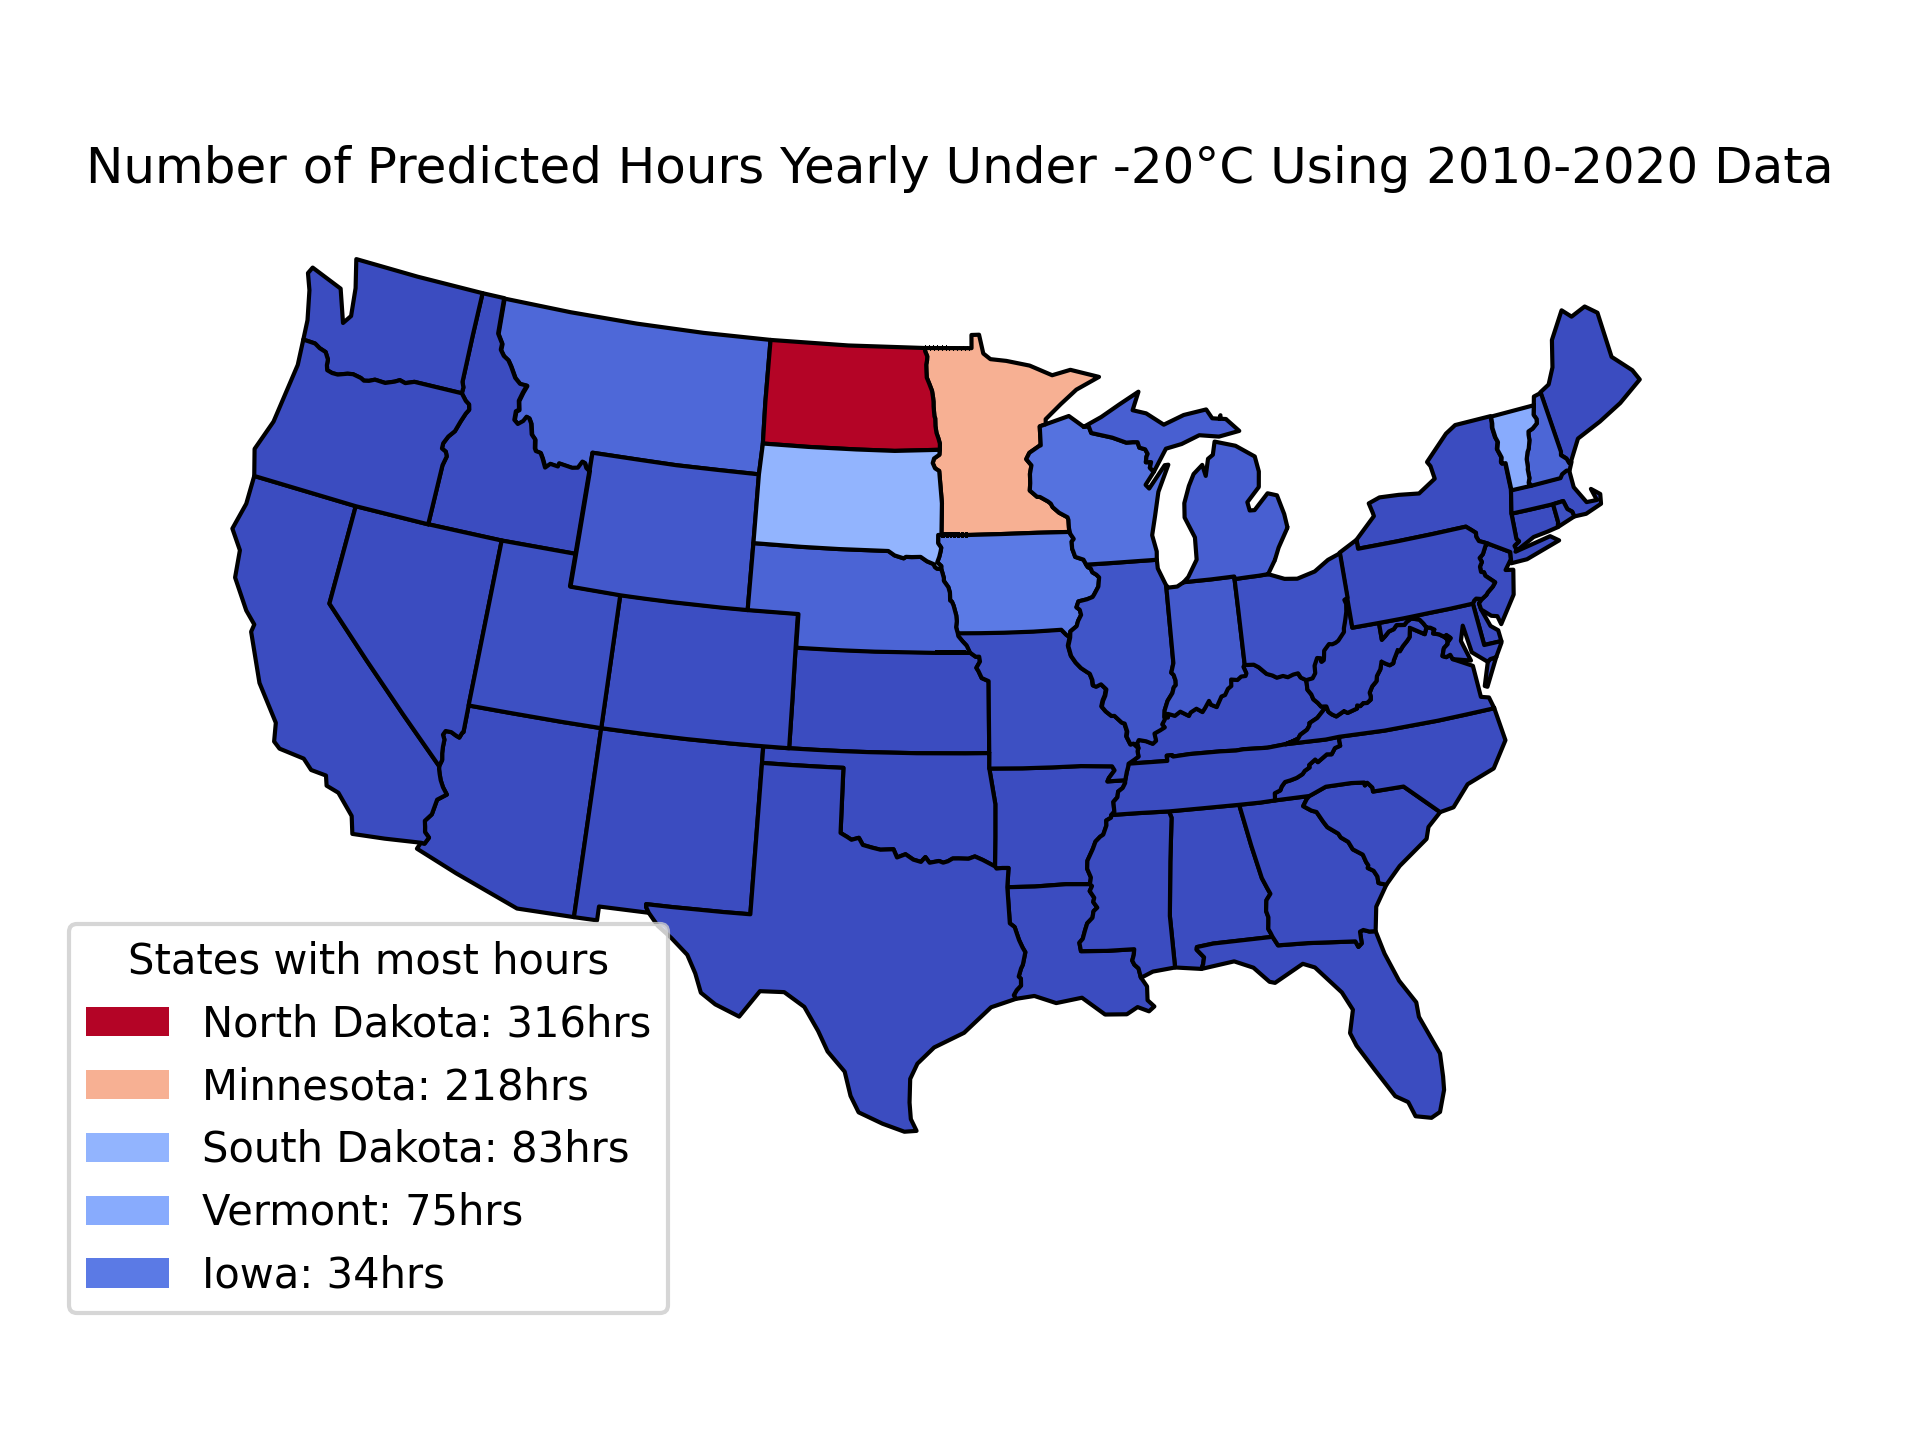 Number of Predicted Hours Yearly Under -20°C Using 2010-2020 Data
States with most hours
North Dakota: 316hrs
Minnesota: 218hrs
South Dakota: 83hrs
Vermont: 75hrs
Iowa: 34hrs